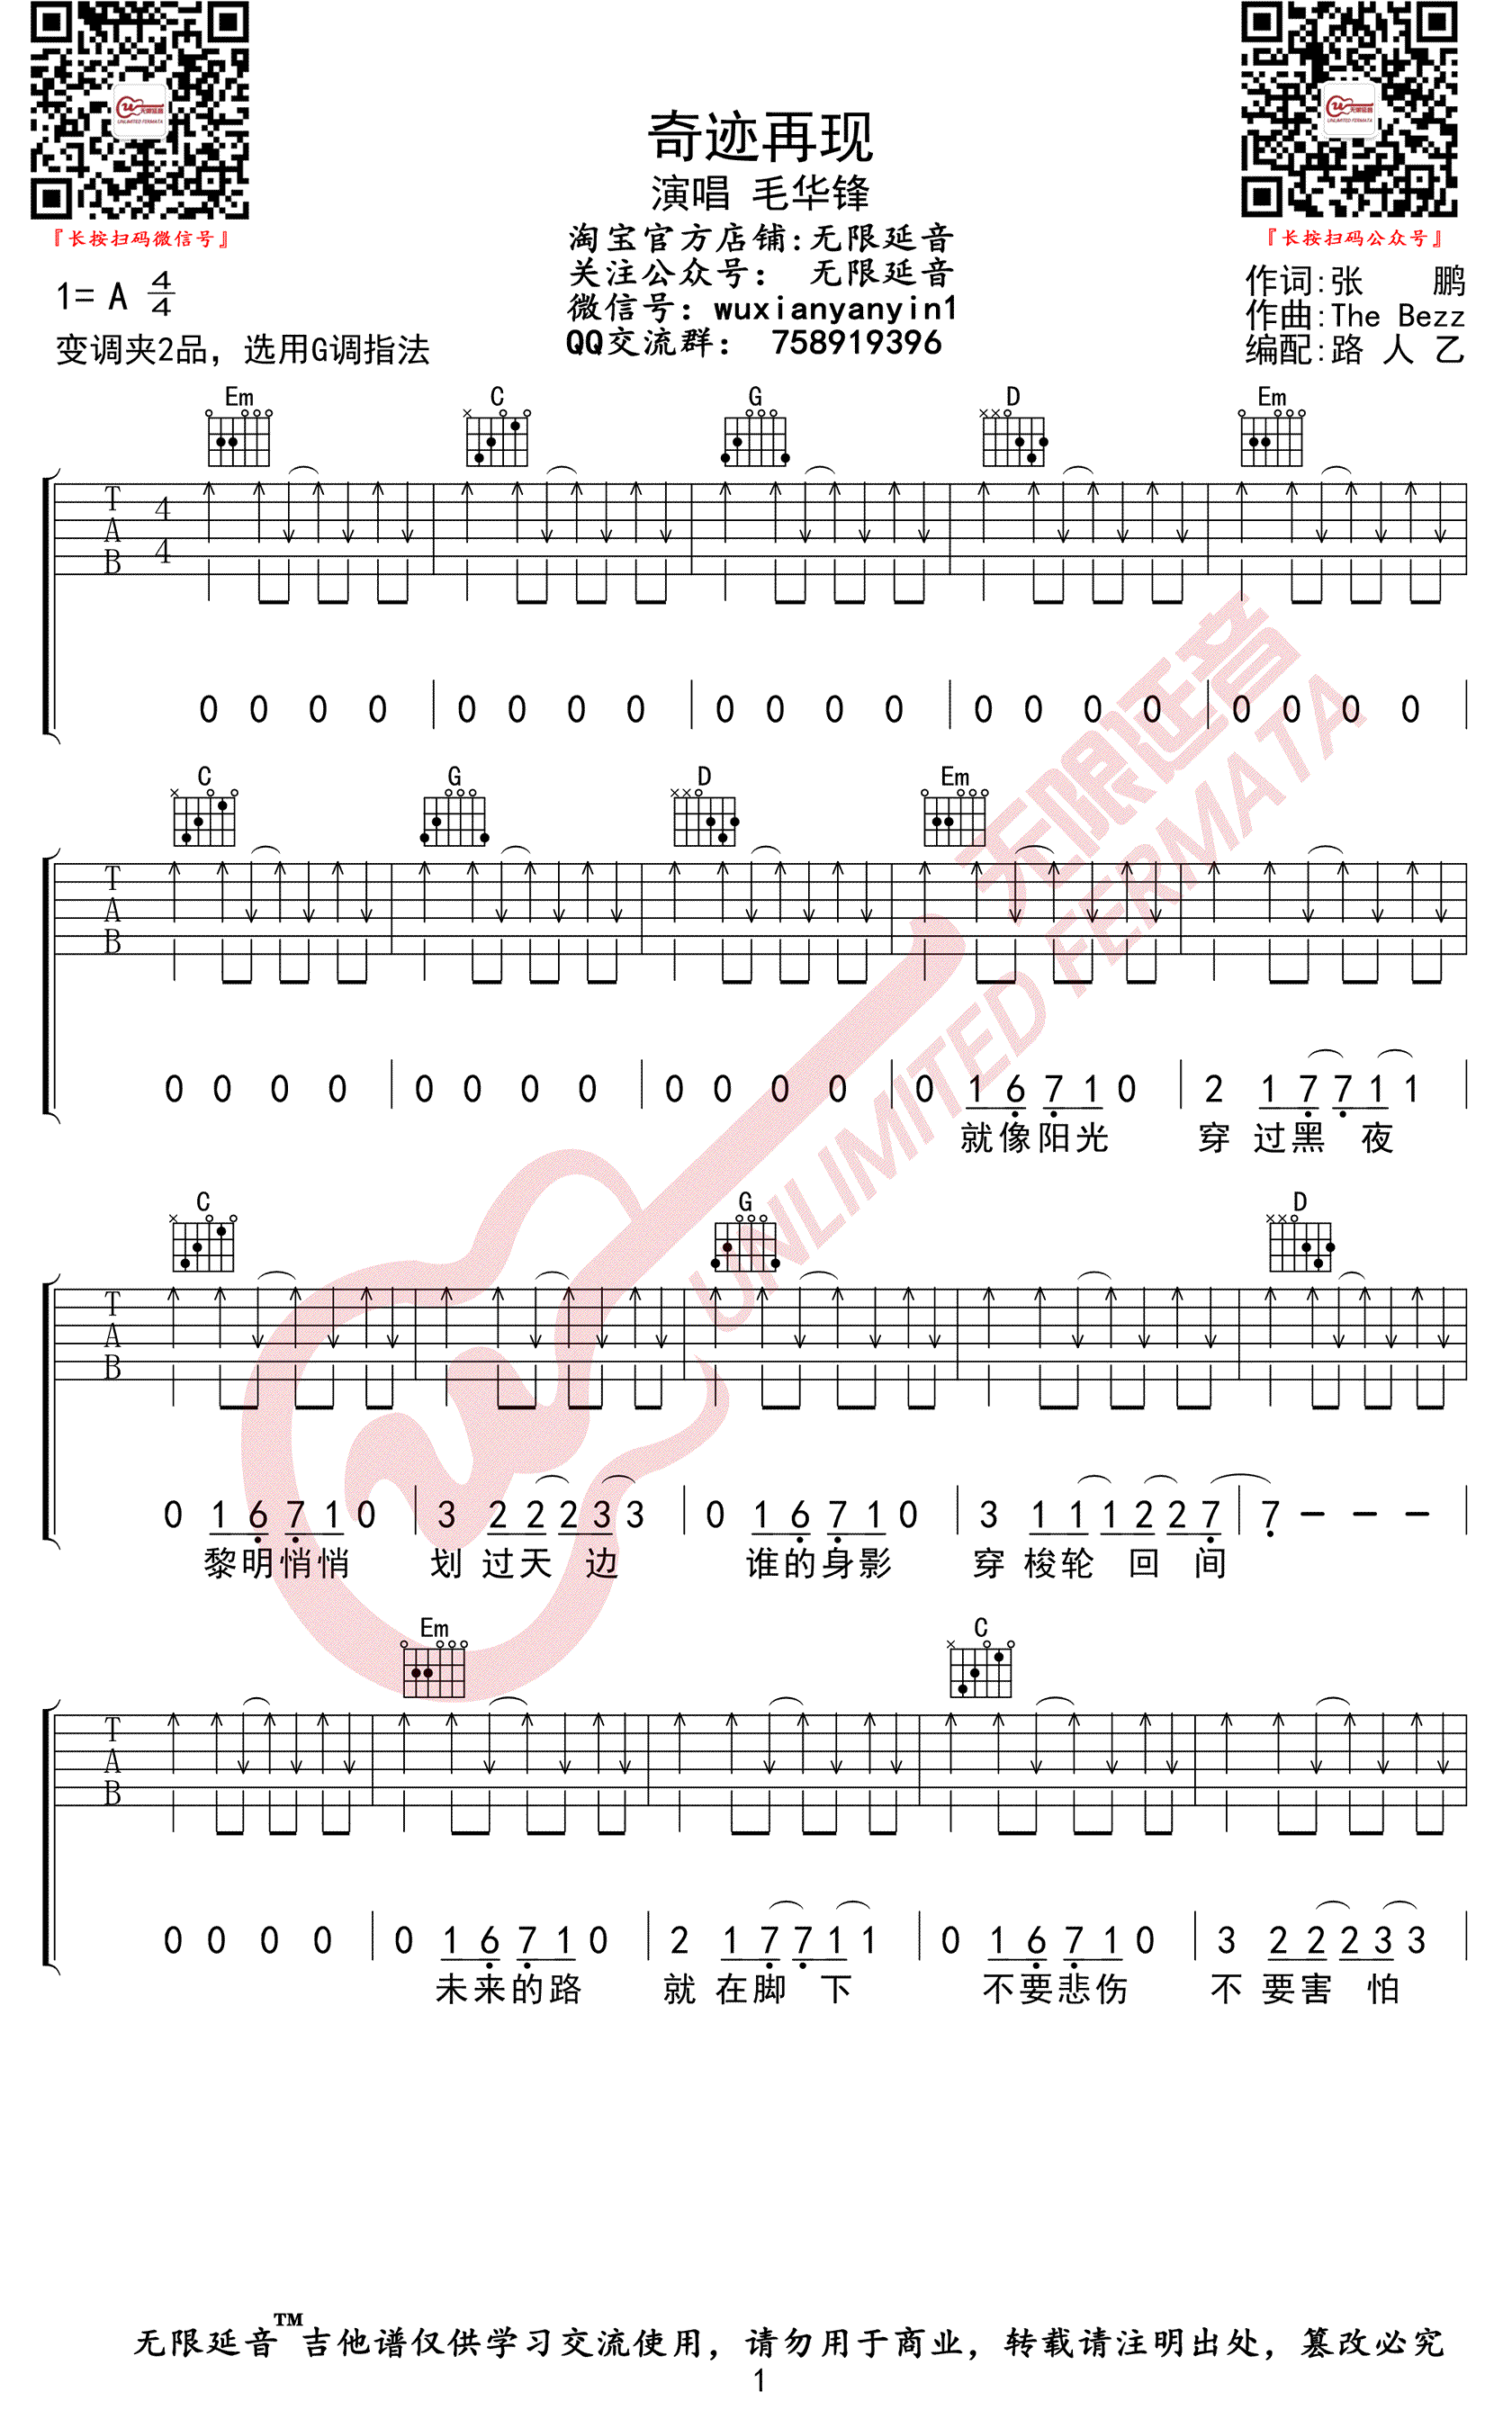 奇迹再现
演唱 毛华锋
淘宝官方店铺:无限延音
关注公众号： 无限延音
微信号：wuxianyanyin1
QQ交流群： 758919396
无限延音
UNLIMITED FERMATA
『长按扫码微信号』
无限延音
UNLIMITED FERMATA
『长按扫码公众号』
1= A 4/4
变调夹2品，选用G调指法
作词:张 鹏
作曲:The Bezz
编配:路 人 乙
Em C G D Em
T A B 4 4
0 0 0 0 | 0 0 0 0 | 0 0 0 0 | 0 0 0 0 | 0 0 0 0 |
C G D Em
T A B
0 0 0 0 | 0 0 0 0 | 0 0 0 0 | 0 1 6 7 1 0 | 2 1 7 7 1 1 |
就像阳光 穿 过黑 夜
C G D
T A B
0 1 6 7 1 0 | 3 2 2 2 3 3 | 0 1 6 7 1 0 | 3 1 1 1 2 2 7 | 7 - - - |
黎明悄悄 划 过天 边 谁的身影 穿 梭轮 回 间
Em C
T A B
0 0 0 0 | 0 1 6 7 1 0 | 2 1 7 7 1 1 | 0 1 6 7 1 0 | 3 2 2 2 3 3 |
未来的路 就 在脚 下 不要悲伤 不 要害 怕
无限延音
UNLIMITED FERMATA
无限延音™吉他谱仅供学习交流使用，请勿用于商业，转载请注明出处，篡改必究
1